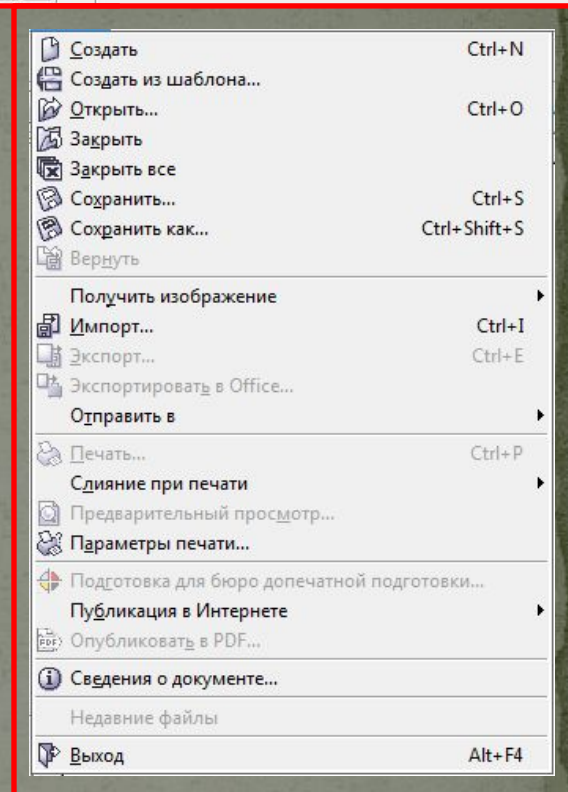 Создать Ctrl+N
Создать из шаблона...
Открыть... Ctrl+O
Закрыть
Закрыть все
Сохранить... Ctrl+S
Сохранить как... Ctrl+Shift+S
Вернуть
Получить изображение
Импорт... Ctrl+I
Экспорт... Ctrl+E
Экспортировать в Office...
Отправить в
Печать... Ctrl+P
Слияние при печати
Предварительный просмотр...
Параметры печати...
Подготовка для бюро допечатной подготовки...
Публикация в Интернете
PDF Опубликовать в PDF...
Сведения о документе...
Недавние файлы
Выход Alt+F4